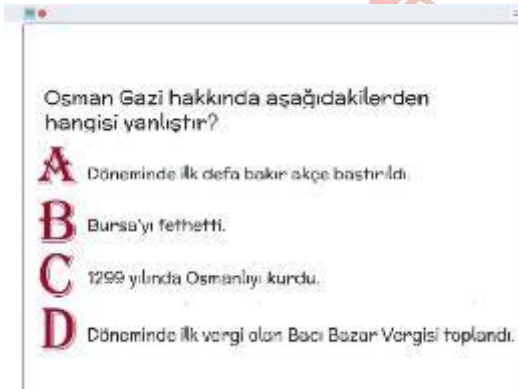 Osman Gazi hakkında aşağıdakilerden
hangisi yanlıştır?
A Döneminde ilk defa bakır akçe bastırıldı.
B Bursa'yı fethetti.
C 1299 yılında Osmanlıyı kurdu.
D Döneminde ilk vergi olan Bacı Bazar Vergisi toplandı.